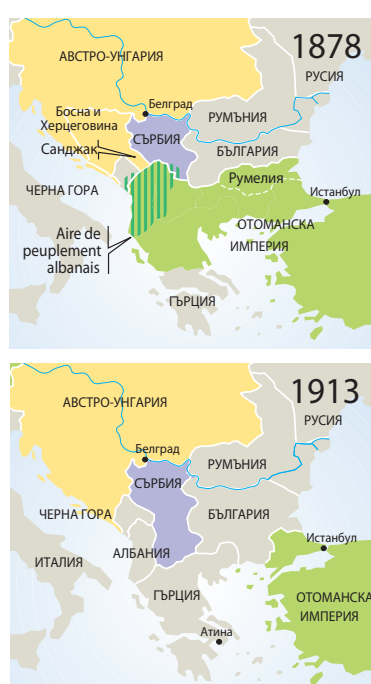 1878
АВСТРО-УНГАРИЯ
РУСИЯ
Босна и
Херцеговина
Белград
РУМЪНИЯ
СЪРБИЯ
Санджак
БЪЛГАРИЯ
Румелия
ЧЕРНА ГОРА
Истанбул
Aire de
peuplement
albanais
ОТОМАНСКА
ИМПЕРИЯ
ГЪРЦИЯ
1913
АВСТРО-УНГАРИЯ
РУСИЯ
Белград
РУМЪНИЯ
СЪРБИЯ
ЧЕРНА ГОРА
БЪЛГАРИЯ
Истанбул
АЛБАНИЯ
ИТАЛИЯ
ГЪРЦИЯ
ОТОМАНСКА
ИМПЕРИЯ
Атина